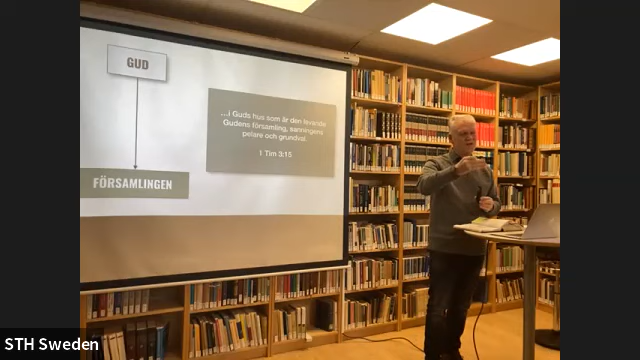 GUD
...i Guds hus som är den levande
Gudens församling, sanningens
pelare och grundval.
1 Tim 3:15
FÖRSAMLINGEN
STH Sweden